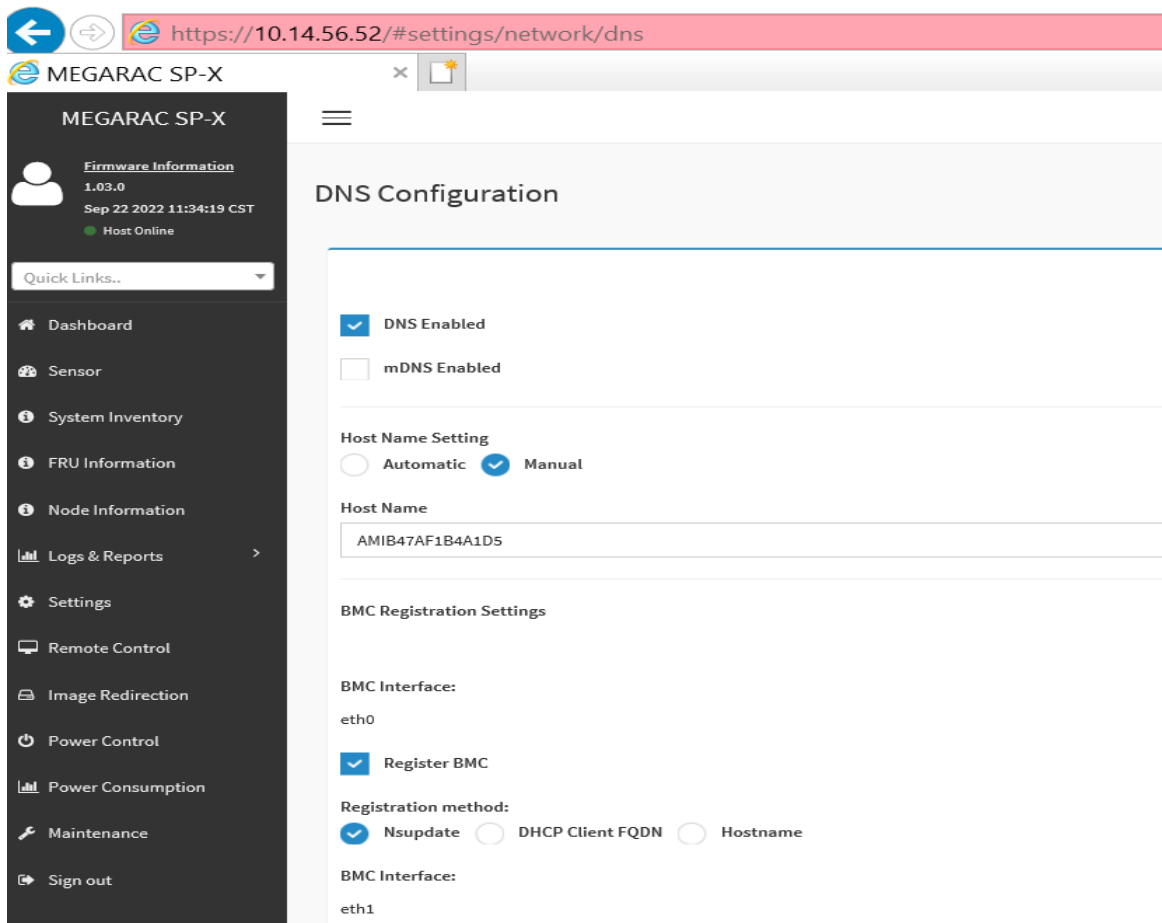 https://10.14.56.52/#settings/network/dns
MEGARAC SP-X
MEGARAC SP-X
Firmware Information
1.03.0
Sep 22 2022 11:34:19 CST
Host Online
Quick Links..
Dashboard
Sensor
System Inventory
FRU Information
Node Information
Logs & Reports
Settings
Remote Control
Image Redirection
Power Control
Power Consumption
Maintenance
Sign out
DNS Configuration
DNS Enabled
mDNS Enabled
Host Name Setting
Automatic Manual
Host Name
AMIB47AF1B4A1D5
BMC Registration Settings
BMC Interface:
eth0
Register BMC
Registration method:
Nsupdate DHCP Client FQDN Hostname
BMC Interface:
eth1